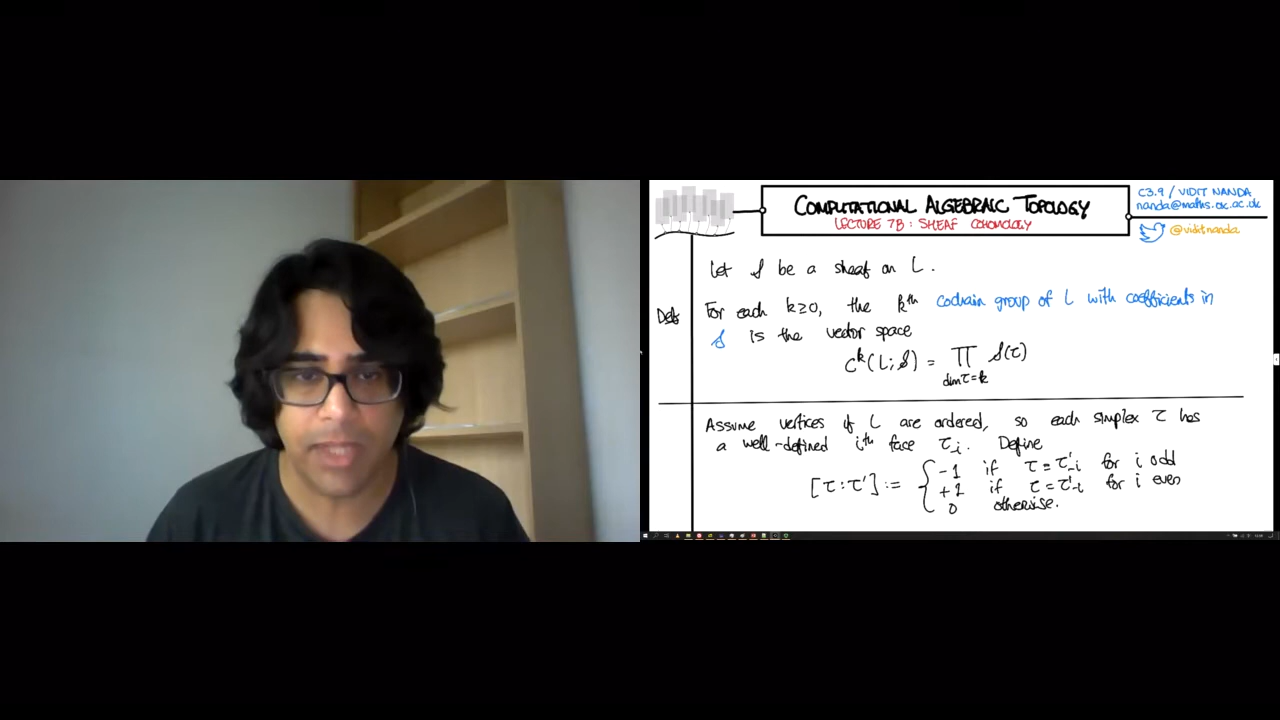 COMPUTATIONAL ALGEBRAIC TOPOLOGY
LECTURE 7B : SHEAF COHOMOLOGY
C3.9 / VIDIT NANDA
nanda@maths.ox.ac.uk
@viditnanda
Let 𝒮 be a sheaf on L.
Defs For each k≥0, the kᵗʰ cochain group of L with coefficients in
𝒮 is the vector space
Cᵏ(L;𝒮) = ∏ 𝒮(τ)
dim τ=k
Assume vertices of L are ordered, so each simplex τ has
a well-defined iᵗʰ face τ₋ᵢ. Define
[τ:τ'] := { -1 if τ = τ'₋ᵢ for i odd
+1 if τ = τ'₋ᵢ for i even
0 otherwise.